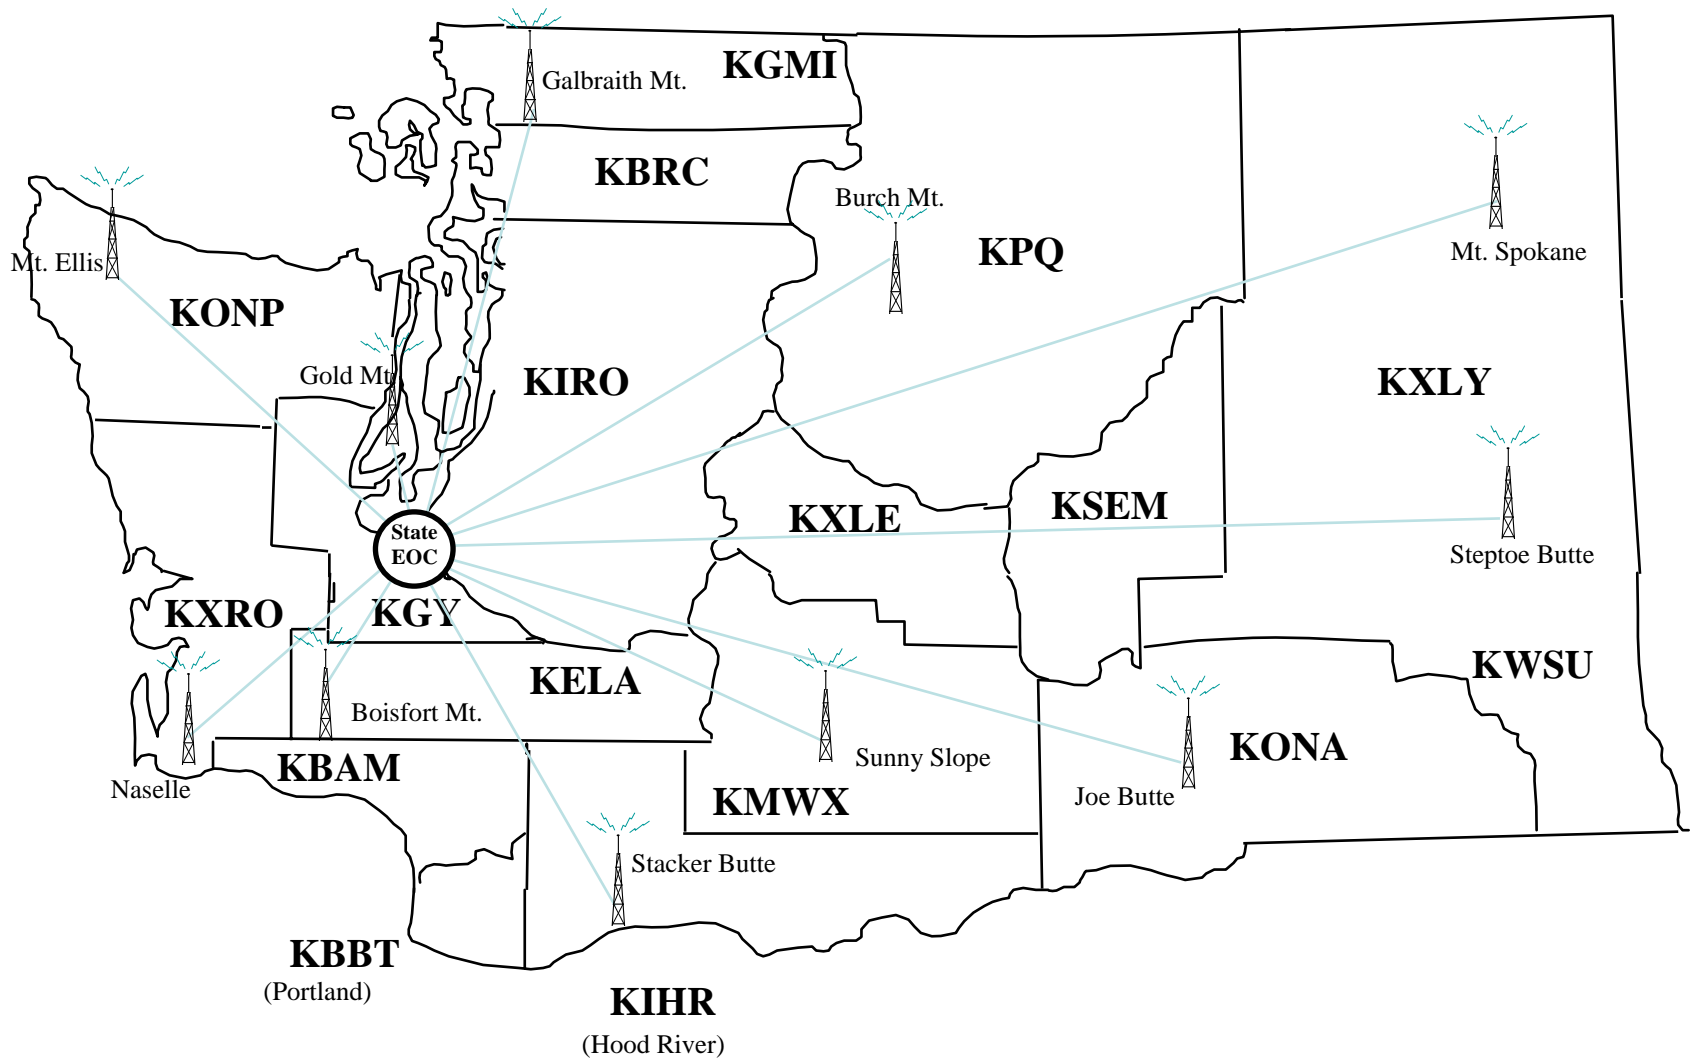 KGMI
Galbraith Mt.
KBRC
Burch Mt.
KPQ
Mt. Spokane
Mt. Ellis
KONP
Gold Mt.
KIRO
KXLY
KXLE
KSEM
State
EOC
Steptoe Butte
KXRO
KGY
KELA
KWSU
Boisfort Mt.
KBAM
Sunny Slope
KONA
Naselle
KMWX
Joe Butte
Stacker Butte
KBBT
(Portland)
KIHR
(Hood River)